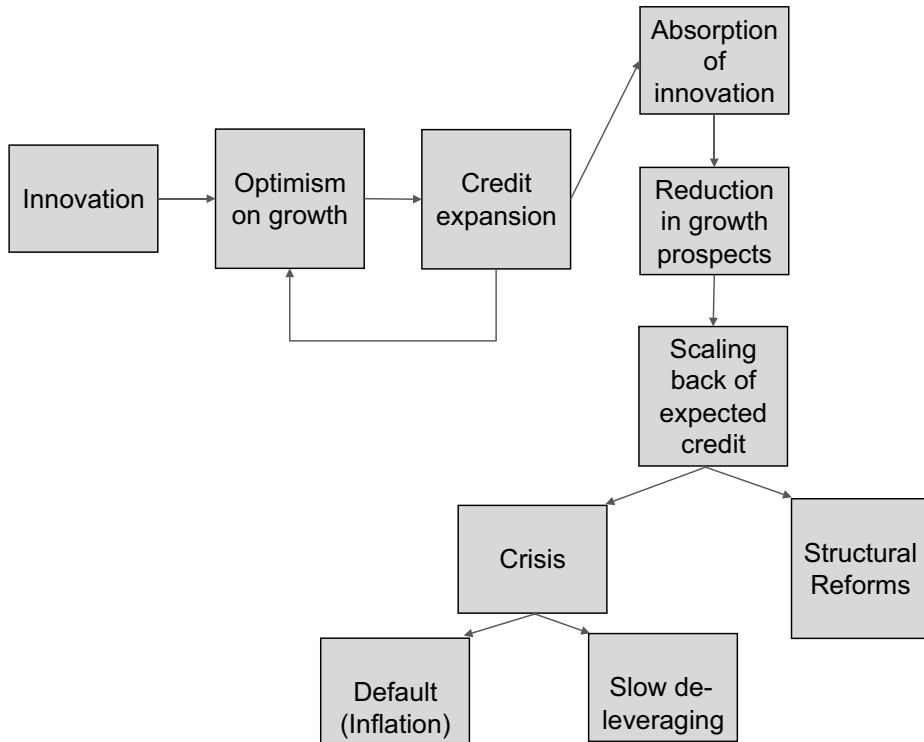 Absorption
of
innovation
Innovation
Optimism
on growth
Credit
expansion
Reduction
in growth
prospects
Scaling
back of
expected
credit
Crisis
Structural
Reforms
Default
(Inflation)
Slow de-
leveraging